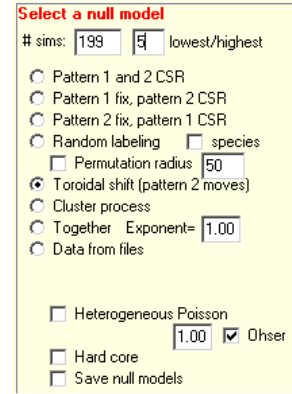 Select a null model
# sims: 199 5 lowest/highest
Pattern 1 and 2 CSR
Pattern 1 fix, pattern 2 CSR
Pattern 2 fix, pattern 1 CSR
Random labeling species
Permutation radius 50
Toroidal shift (pattern 2 moves)
Cluster process
Together Exponent= 1.00
Data from files
Heterogeneous Poisson
1.00 Ohser
Hard core
Save null models